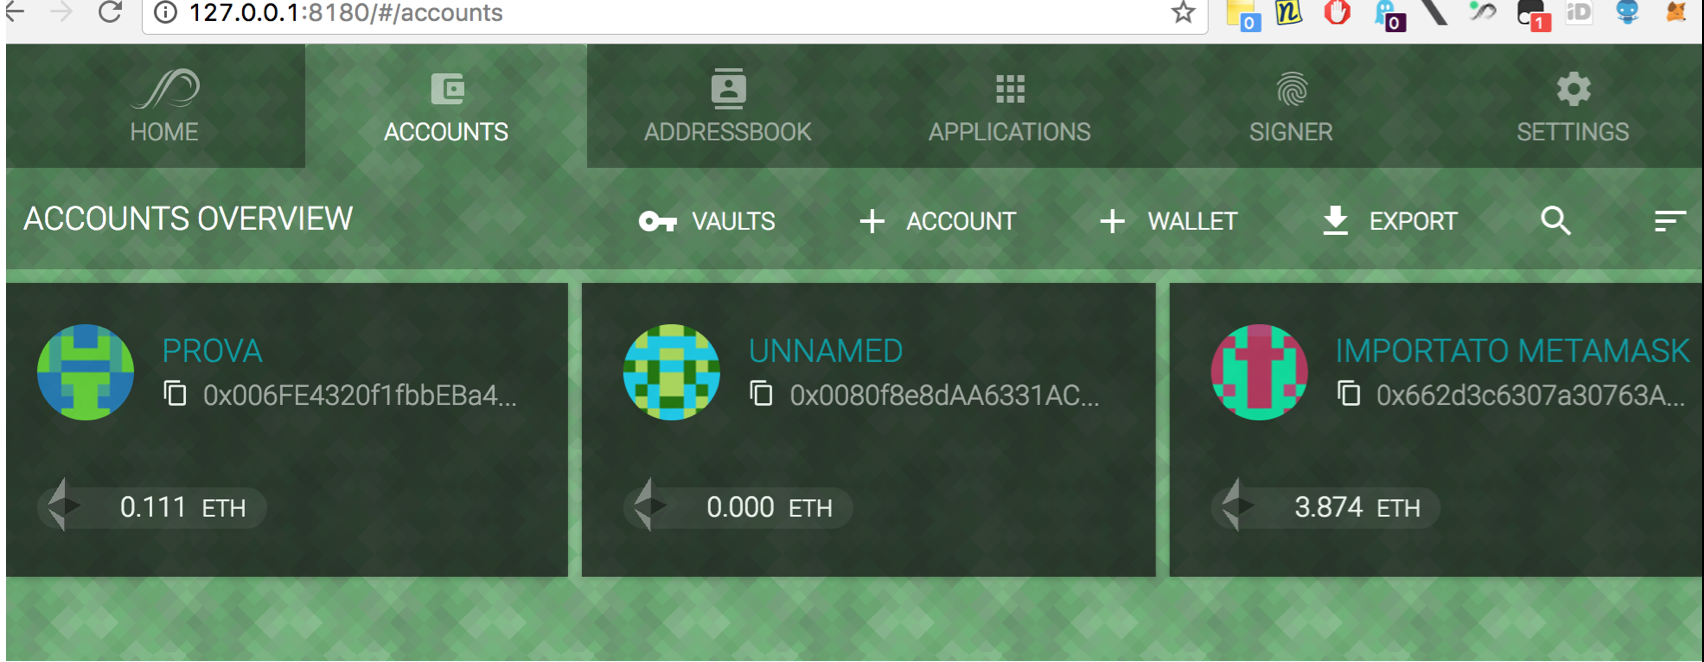 127.0.0.1:8180/#/accounts
0 n 0 1 iD
HOME ACCOUNTS ADDRESSBOOK APPLICATIONS SIGNER SETTINGS
ACCOUNTS OVERVIEW VAULTS + ACCOUNT + WALLET EXPORT
PROVA
0x006FE4320f1fbbEBa4...
0.111 ETH
UNNAMED
0x0080f8e8dAA6331AC...
0.000 ETH
IMPORTATO METAMASK
0x662d3c6307a30763A...
3.874 ETH